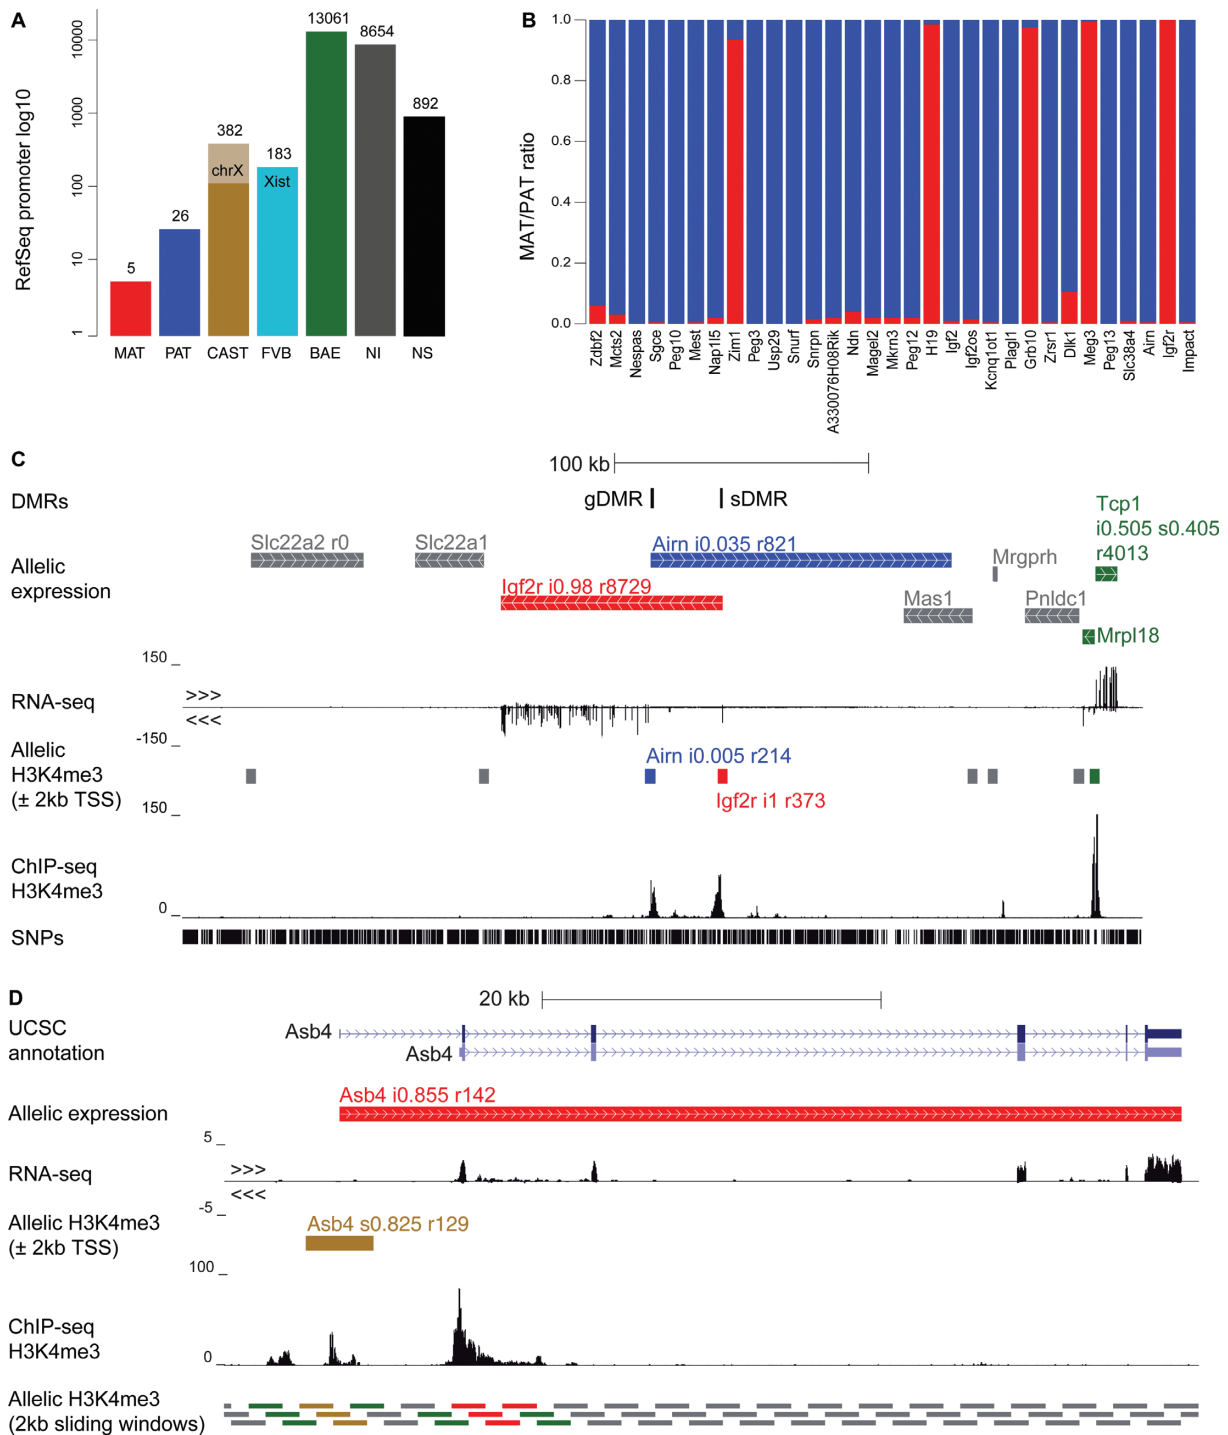 A
RefSeq promoter log10
10000
1000
100
10
1
5
26
382
183
13061
8654
892
chrX
Xist
MAT PAT CAST FVB BAE NI NS
B
MAT/PAT ratio
1.0
0.8
0.6
0.4
0.2
0.0
Zdbf2
Mcts2
Nespas
Sgce
Peg10
Mest
Nap1l5
Zim1
Peg3
Usp29
Snurf
Snrpn
A330076H08Rik
Ndn
Magel2
Mkrn3
Peg12
H19
Igf2
Igf2os
Kcnq1ot1
Plagl1
Grb10
Zrsr1
Dlk1
Meg3
Peg13
Slc38a4
Airn
Igf2r
Impact
C
100 kb
DMRs
gDMR
sDMR
Tcp1
i0.505 s0.405
r4013
Allelic
expression
Slc22a2 r0
Slc22a1
Airn i0.035 r821
Mrgprh
Igf2r i0.98 r8729
Mas1
Pnldc1
Mrpl18
150
RNA-seq
>>>
<<<
-150
Allelic
H3K4me3
(± 2kb TSS)
Airn i0.005 r214
Igf2r i1 r373
150
ChIP-seq
H3K4me3
0
SNPs
D
20 kb
UCSC
annotation
Asb4
Asb4
Allelic expression
Asb4 i0.855 r142
5
RNA-seq
>>>
<<<
-5
Allelic H3K4me3
(± 2kb TSS)
Asb4 s0.825 r129
100
ChIP-seq
H3K4me3
0
Allelic H3K4me3
(2kb sliding windows)